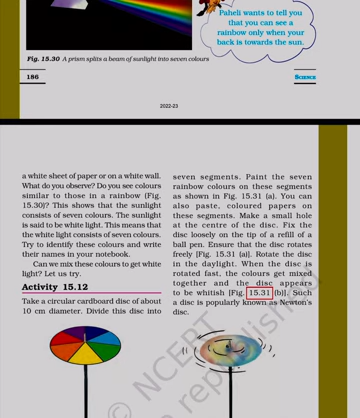 Paheli wants to tell you
that you can see a
rainbow only when your
back is towards the sun.
Fig. 15.30 A prism splits a beam of sunlight into seven colours
186
SCIENCE
2022-23
a white sheet of paper or on a white wall.
What do you observe? Do you see colours
similar to those in a rainbow (Fig.
15.30)? This shows that the sunlight
consists of seven colours. The sunlight
is said to be white light. This means that
the white light consists of seven colours.
Try to identify these colours and write
their names in your notebook.
Can we mix these colours to get white
light? Let us try.
Activity 15.12
Take a circular cardboard disc of about
10 cm diameter. Divide this disc into
seven segments. Paint the seven
rainbow colours on these segments
as shown in Fig. 15.31 (a). You can
also paste, coloured papers on
these segments. Make a small hole
at the centre of the disc. Fix the
disc loosely on the tip of a refill of a
ball pen. Ensure that the disc rotates
freely [Fig. 15.31 (a)]. Rotate the disc
in the daylight. When the disc is
rotated fast, the colours get mixed
together and the disc appears
to be whitish [Fig. 15.31 (b)]. Such
a disc is popularly known as Newton's
disc.
© NCERT
republished